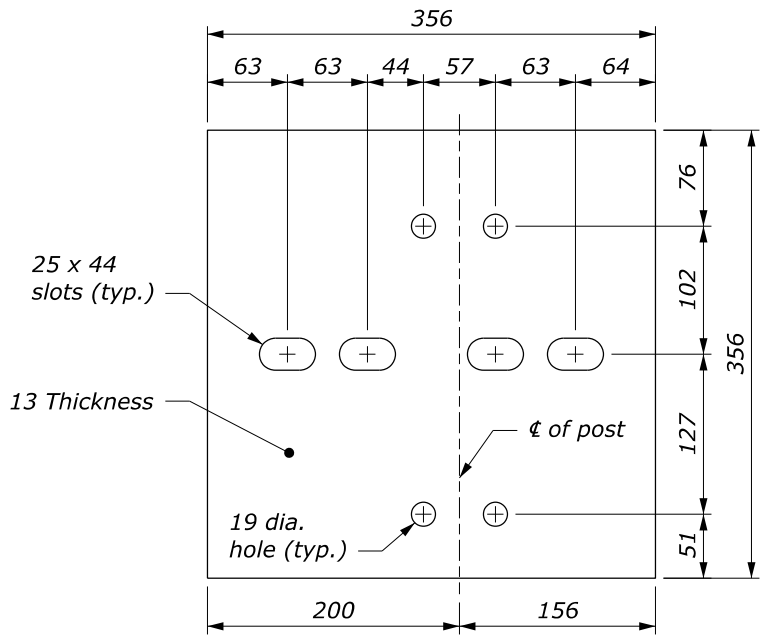 356
63 63 44 57 63 64
76
25 x 44
slots (typ.)
102
356
13 Thickness
127
℄ of post
19 dia.
hole (typ.)
51
200 156